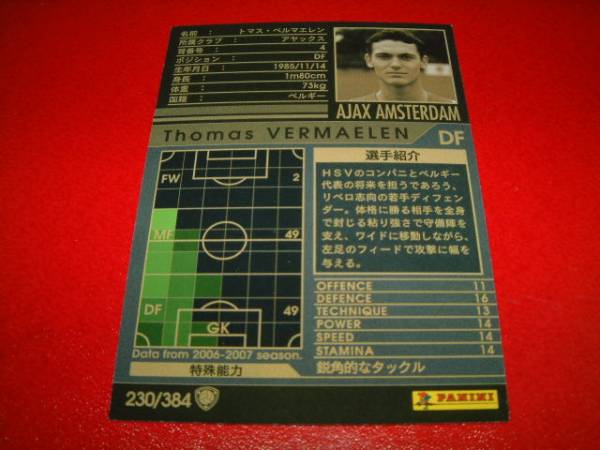 名前 : トマス・ベルマエレン
所属クラブ : アヤックス
背番号 : 4
ポジション : DF
生年月日 : 1985/11/14
身長 : 1m80cm
体重 : 73kg
国籍 : ベルギー
AJAX AMSTERDAM
Thomas VERMAELEN
DF
FW 2
MF 49
DF 49
GK
Data from 2006-2007 season.
選手紹介
HSVのコンパニとベルギー
代表の将来を担うであろう、
リベロ志向の若手ディフェン
ダー。体格に勝る相手を全身
で封じる粘り強さで守備陣を
支え、ワイドに移動しながら、
左足のフィードで攻撃に幅を
与える。
OFFENCE 11
DEFENCE 16
TECHNIQUE 13
POWER 14
SPEED 14
STAMINA 14
特殊能力
鋭角的なタックル
230/384
PANINI